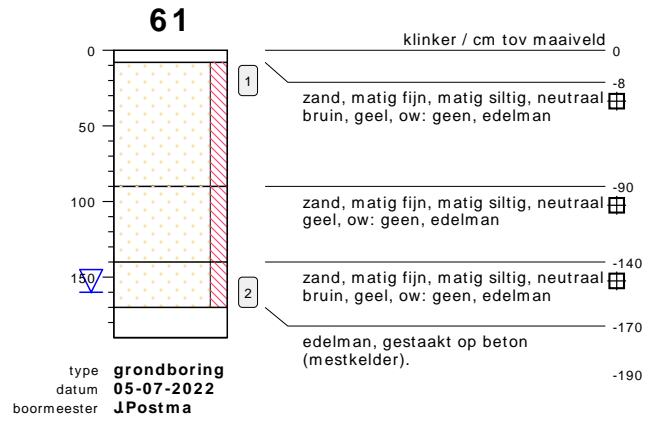 61
klinker / cm tov maaiveld 0
0
-8
1
zand, matig fijn, matig siltig, neutraal
bruin, geel, ow: geen, edelman
50
-90
100
zand, matig fijn, matig siltig, neutraal
geel, ow: geen, edelman
-140
150
zand, matig fijn, matig siltig, neutraal
bruin, geel, ow: geen, edelman
2
-170
edelman, gestaakt op beton
(mestkelder).
-190
type grondboring
datum 05-07-2022
boormeester J.Postma